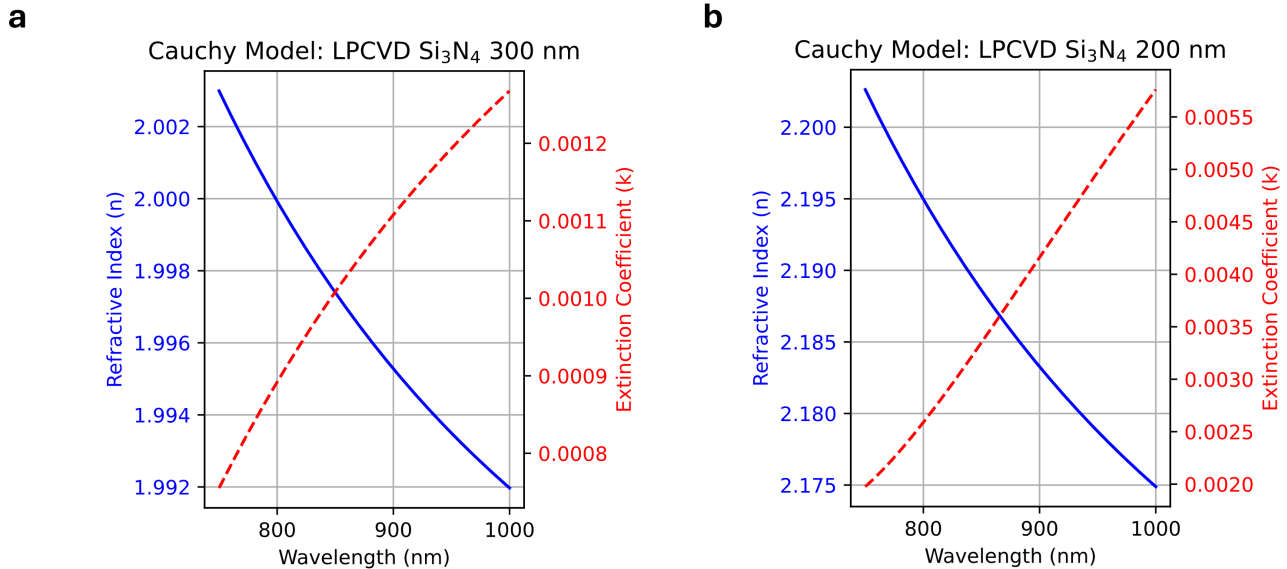 a
Cauchy Model: LPCVD Si₃N₄ 300 nm
Refractive Index (n)
2.002
2.000
1.998
1.996
1.994
1.992
0.0012
0.0011
0.0010
0.0009
0.0008
Extinction Coefficient (k)
800 900 1000
Wavelength (nm)
b
Cauchy Model: LPCVD Si₃N₄ 200 nm
Refractive Index (n)
2.200
2.195
2.190
2.185
2.180
2.175
0.0055
0.0050
0.0045
0.0040
0.0035
0.0030
0.0025
0.0020
Extinction Coefficient (k)
800 900 1000
Wavelength (nm)